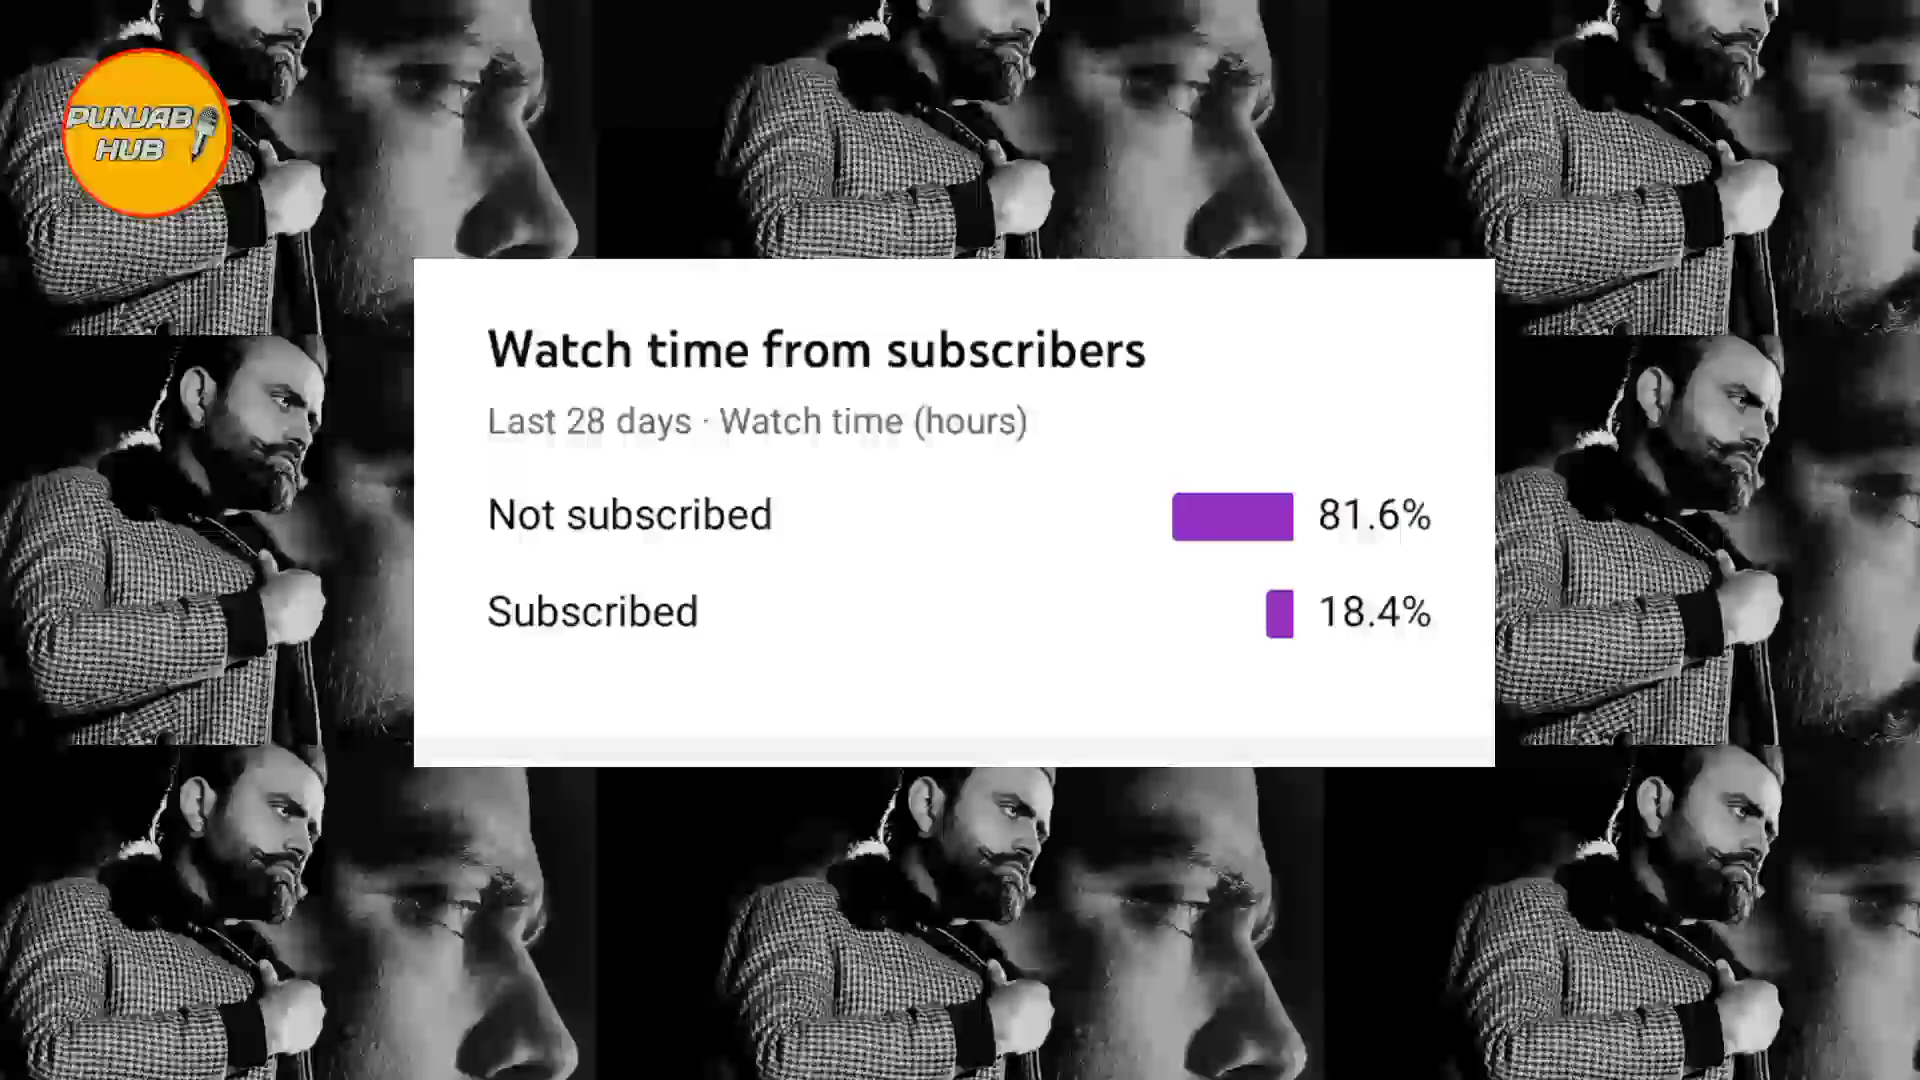 PUNJAB
HUB
Watch time from subscribers
Last 28 days · Watch time (hours)
Not subscribed 81.6%
Subscribed 18.4%